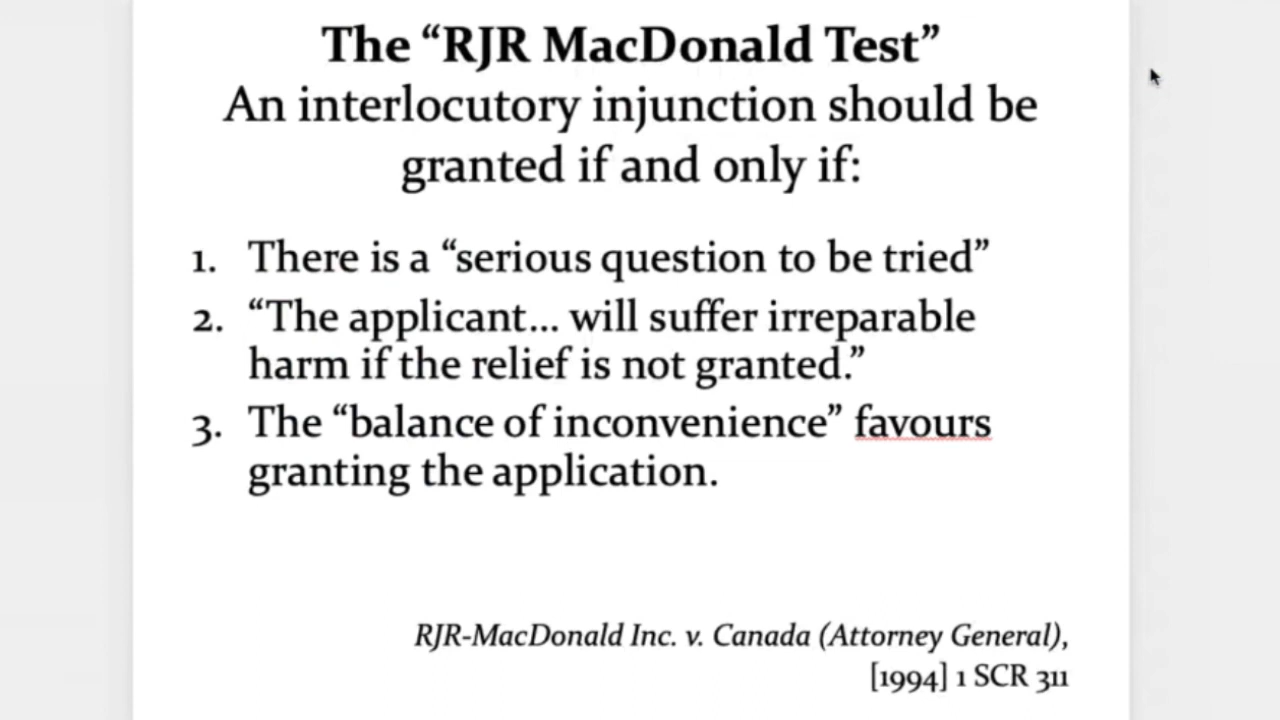 The “RJR MacDonald Test”
An interlocutory injunction should be
granted if and only if:
1. There is a “serious question to be tried”
2. “The applicant... will suffer irreparable
harm if the relief is not granted.”
3. The “balance of inconvenience” favours
granting the application.
RJR-MacDonald Inc. v. Canada (Attorney General),
[1994] 1 SCR 311